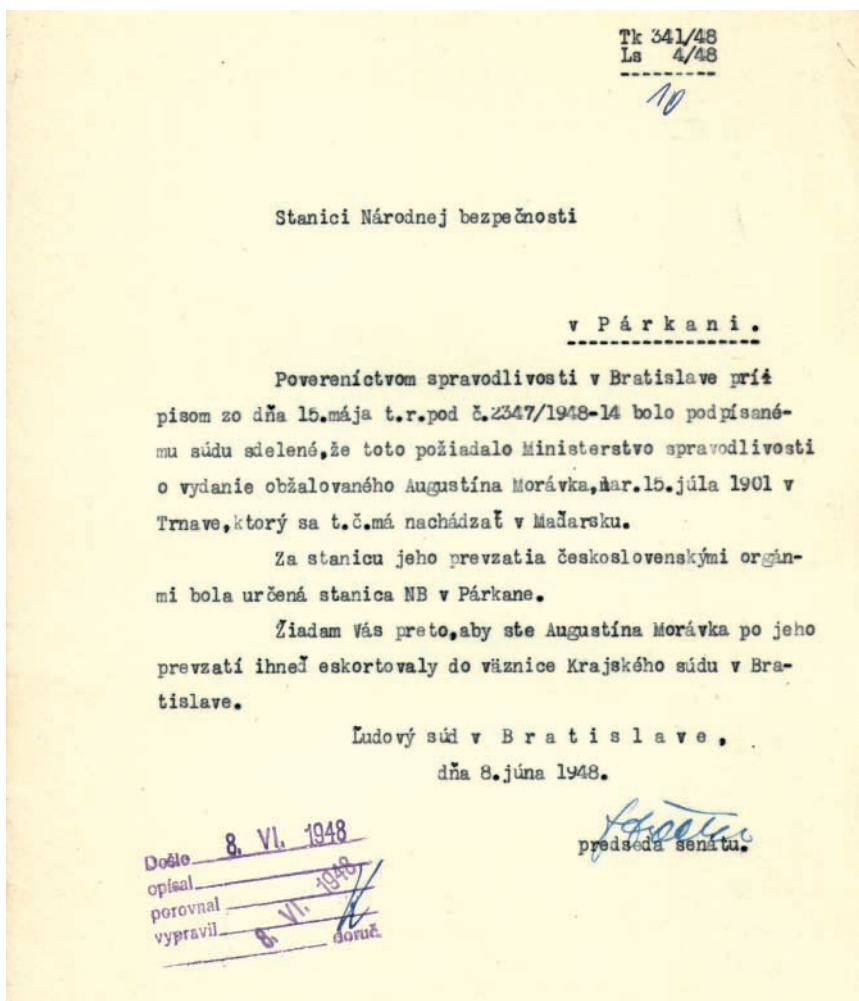 Tk 341/48
Ls 4/48
10
Stanici Národnej bezpečnosti
v Párkani.
Povereníctvom spravodlivosti v Bratislave prí
pisom zo dňa 15.mája t.r.pod č.2347/1948-14 bolo podpísané-
mu súdu sdelené,že toto požiadalo Ministerstvo spravodlivosti
o vydanie obžalovaného Augustína Morávka,nar.15.júla 1901 v
Trnave,ktorý sa t.č.má nachádzať v Maďarsku.
Za stanicu jeho prevzatia československými orgán-
mi bola určená stanica NB v Párkane.
Žiadam Vás preto,aby ste Augustína Morávka po jeho
prevzatí ihneď eskortovaly do väznice Krajského súdu v Bra-
tislave.
Ľudový súd v Bratislave,
dňa 8.júna 1948.
predseda senátu.
Došlo 8. VI. 1948
opísal
porovnal
vypravil 8. VI. 1948
doruč.